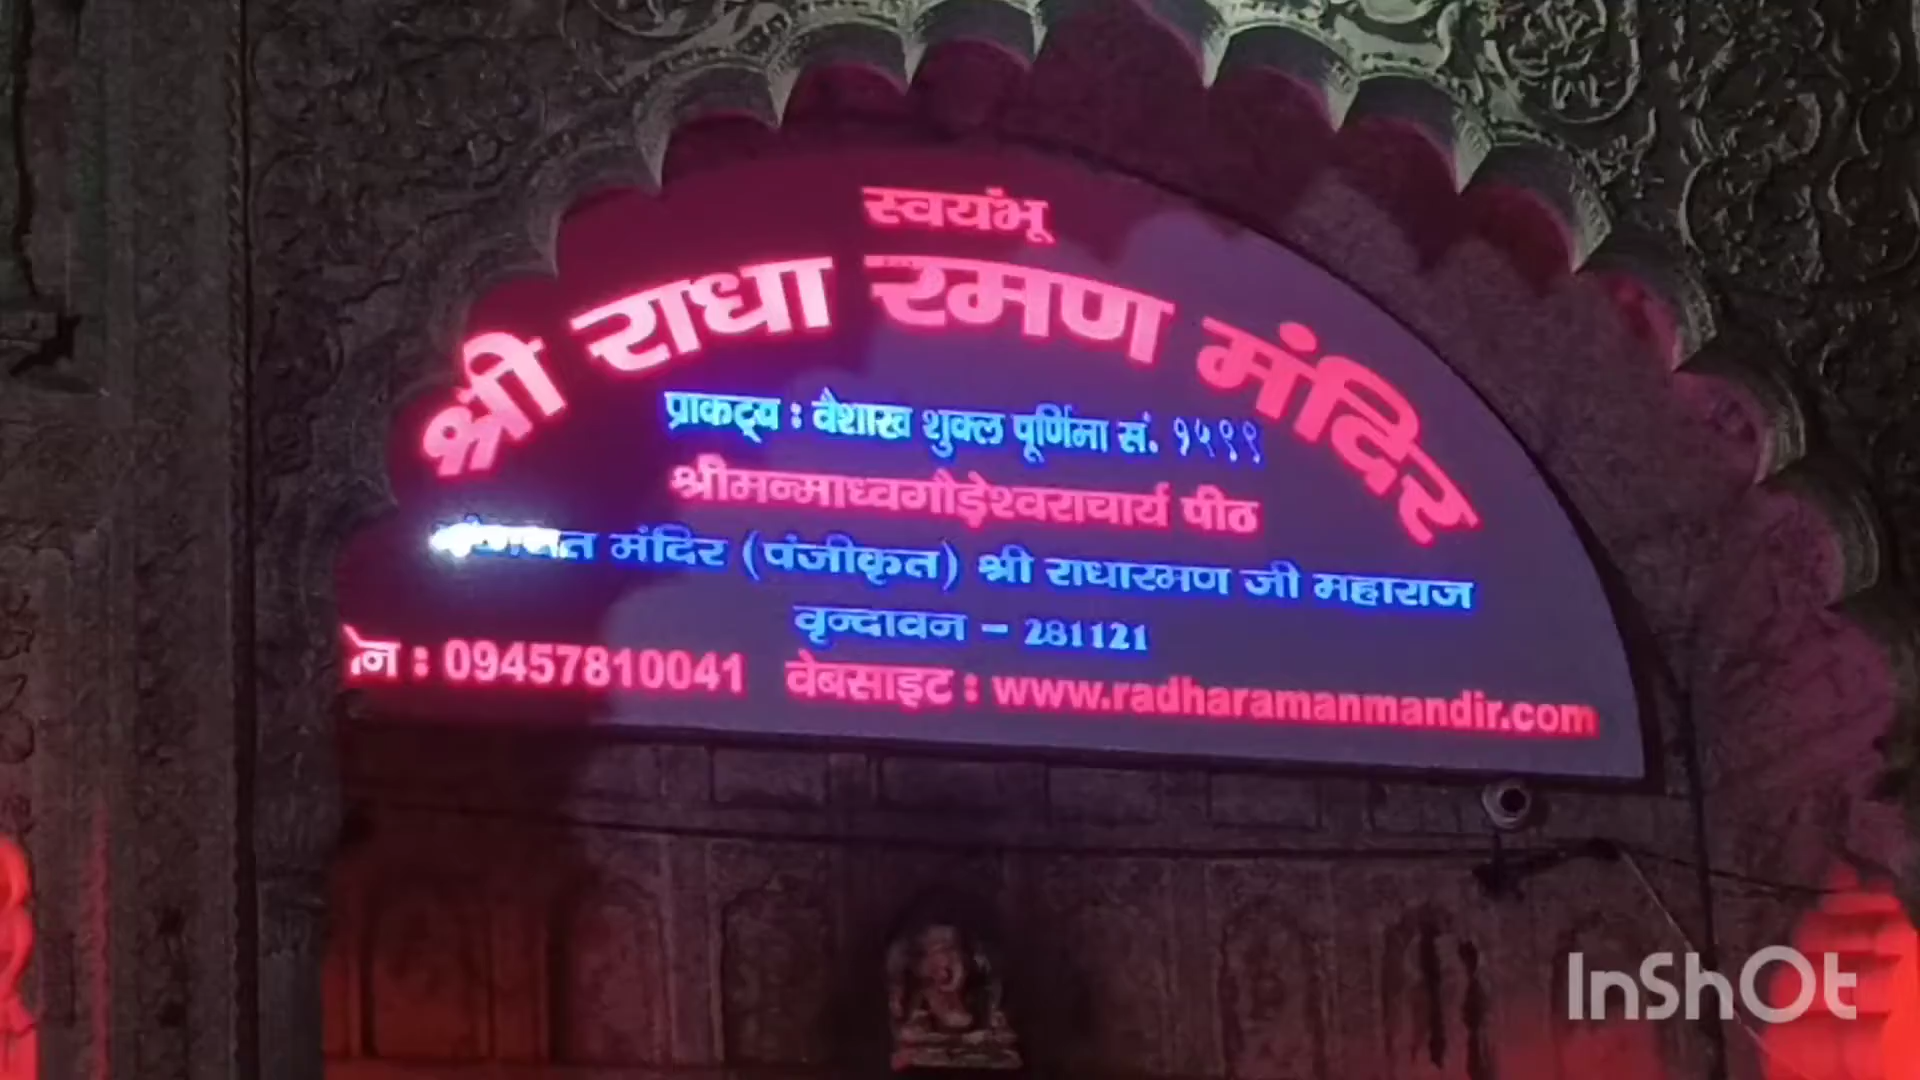 स्वयंभू
श्री राधा रमण मंदिर
प्राकट्य : वैशाख शुक्ल पूर्णिमा सं. १५९९
श्रीमन्माध्वगौड़ेश्वराचार्य पीठ
मंदिर (पंजीकृत) श्री राधारमण जी महाराज
वृन्दावन - 281121
: 09457810041 वेबसाइट : www.radharamanmandir.com
InShOt